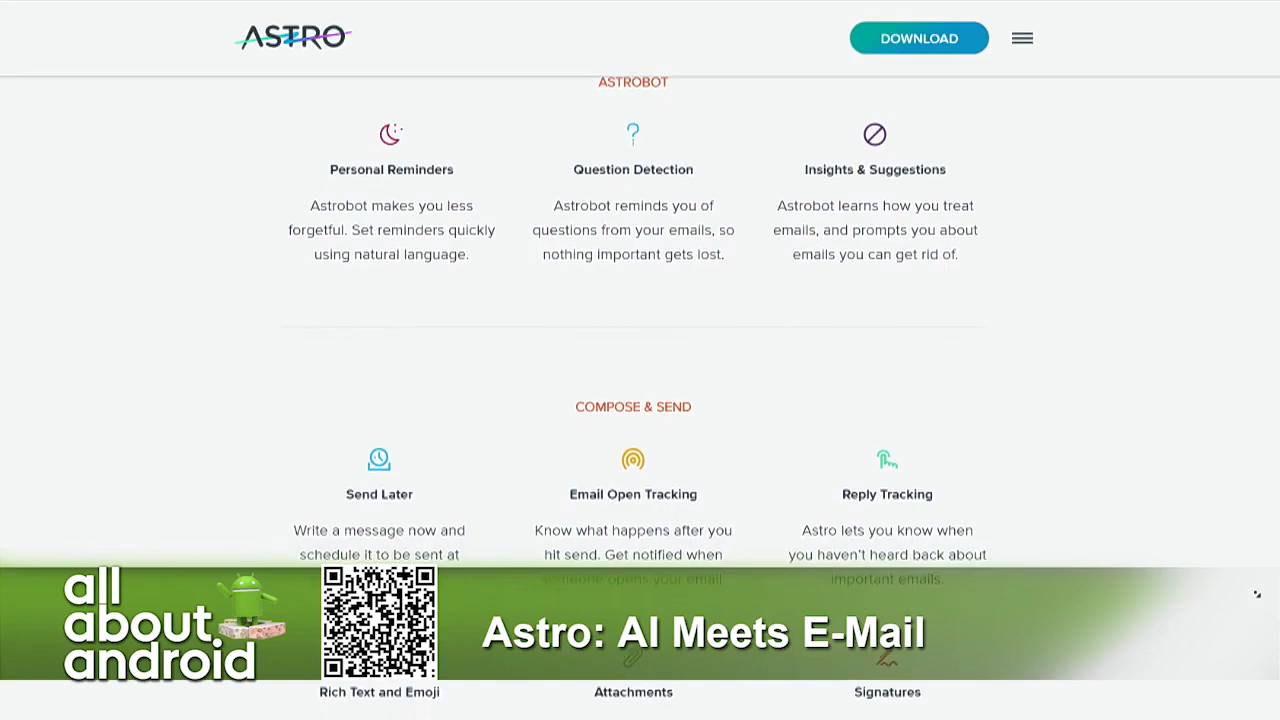 ASTRO
DOWNLOAD
ASTROBOT
Personal Reminders
Astrobot makes you less
forgetful. Set reminders quickly
using natural language.
Question Detection
Astrobot reminds you of
questions from your emails, so
nothing important gets lost.
Insights & Suggestions
Astrobot learns how you treat
emails, and prompts you about
emails you can get rid of.
COMPOSE & SEND
Send Later
Write a message now and
schedule it to be sent at
Email Open Tracking
Know what happens after you
hit send. Get notified when
someone opens your email
Reply Tracking
Astro lets you know when
you haven't heard back about
important emails.
all
about
android
Astro: AI Meets E-Mail
Rich Text and Emoji
Attachments
Signatures